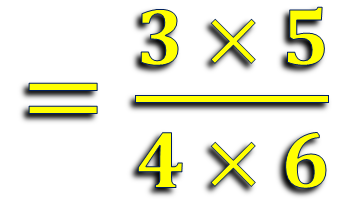 3 × 5
=
4 × 6